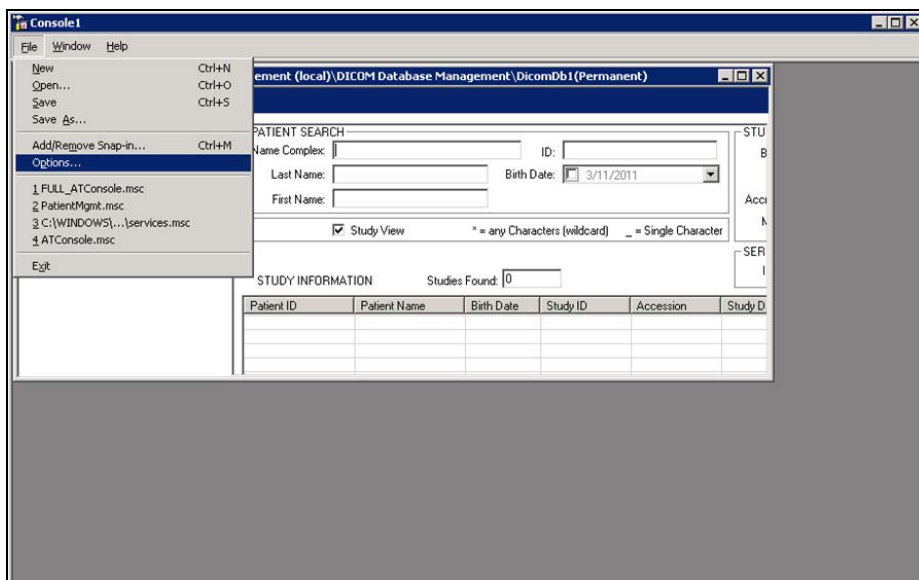 Console1
File Window Help
New Ctrl+N
Open... Ctrl+O
Save Ctrl+S
Save As...
Add/Remove Snap-in... Ctrl+M
Options...
1 FULL_ATConsole.msc
2 PatientMgmt.msc
3 C:\WINDOWS\...\services.msc
4 ATConsole.msc
Exit
ement (local)\DICOM Database Management\DicomDb1(Permanent)
PATIENT SEARCH
Name Complex: ID:
Last Name: Birth Date: 3/11/2011
First Name:
STU
B
Acc
Study View * = any Characters (wildcard) _ = Single Character
SER
I
STUDY INFORMATION Studies Found: 0
Patient ID Patient Name Birth Date Study ID Accession Study D